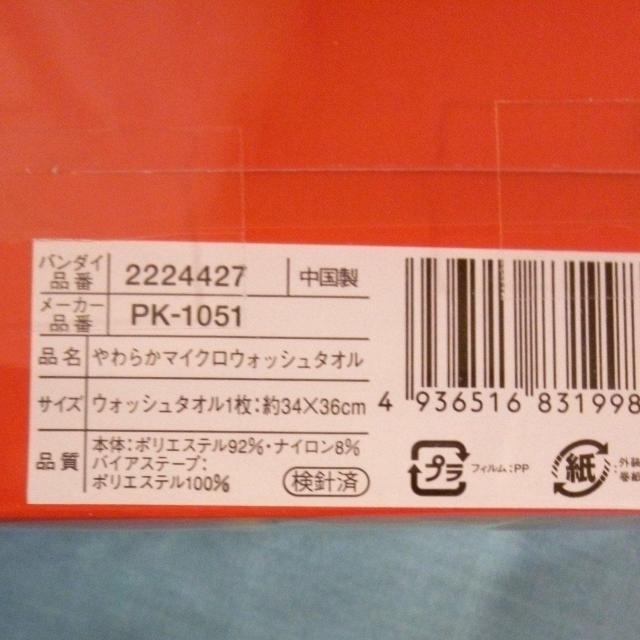 バンダイ品番 2224427 中国製
メーカー品番 PK-1051
品名 やわらかマイクロウォッシュタオル
サイズ ウォッシュタオル1枚:約34×36cm
品質 本体:ポリエステル92%・ナイロン8%
バイアステープ:
ポリエステル100% 検針済
4 936516 831998
プラ フィルム:PP
紙 :外装
巻紙